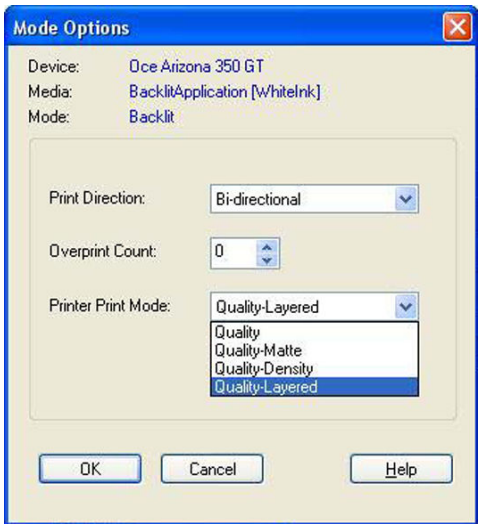 Mode Options
Device: Oce Arizona 350 GT
Media: BacklitApplication [WhiteInk]
Mode: Backlit
Print Direction: Bi-directional
Overprint Count: 0
Printer Print Mode: Quality-Layered
Quality
Quality-Matte
Quality-Density
Quality-Layered
OK Cancel Help